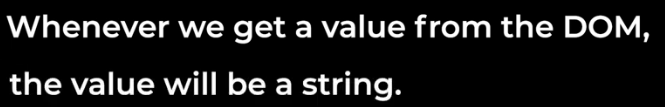 Whenever we get a value from the DOM,
the value will be a string.